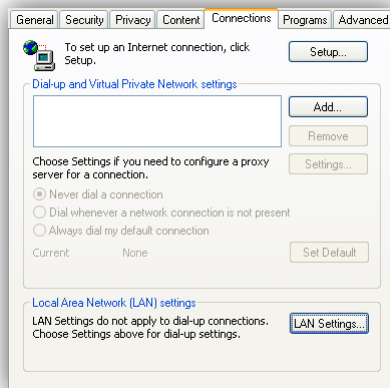 General Security Privacy Content Connections Programs Advanced
To set up an Internet connection, click
Setup.
Setup...
Dial-up and Virtual Private Network settings
Add...
Remove
Choose Settings if you need to configure a proxy
server for a connection.
Settings...
Never dial a connection
Dial whenever a network connection is not present
Always dial my default connection
Current None Set Default
Local Area Network (LAN) settings
LAN Settings do not apply to dial-up connections.
Choose Settings above for dial-up settings.
LAN Settings...